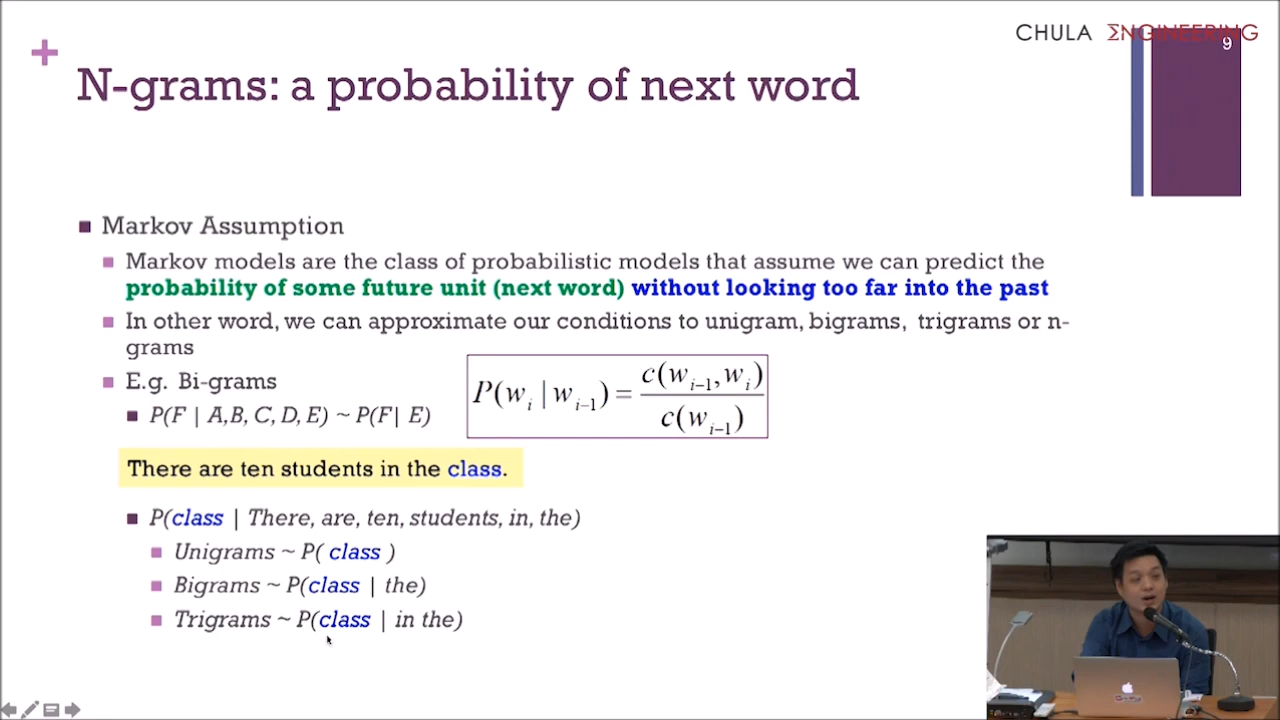 CHULA ΣNGINEERING
9
N-grams: a probability of next word
Markov Assumption
Markov models are the class of probabilistic models that assume we can predict the
probability of some future unit (next word) without looking too far into the past
In other word, we can approximate our conditions to unigram, bigrams, trigrams or n-
grams
E.g. Bi-grams
P(w_i | w_{i-1}) = c(w_{i-1}, w_i) / c(w_{i-1})
P(F | A,B, C, D, E) ~ P(F| E)
There are ten students in the class.
P(class | There, are, ten, students, in, the)
Unigrams ~ P( class )
Bigrams ~ P(class | the)
Trigrams ~ P(class | in the)